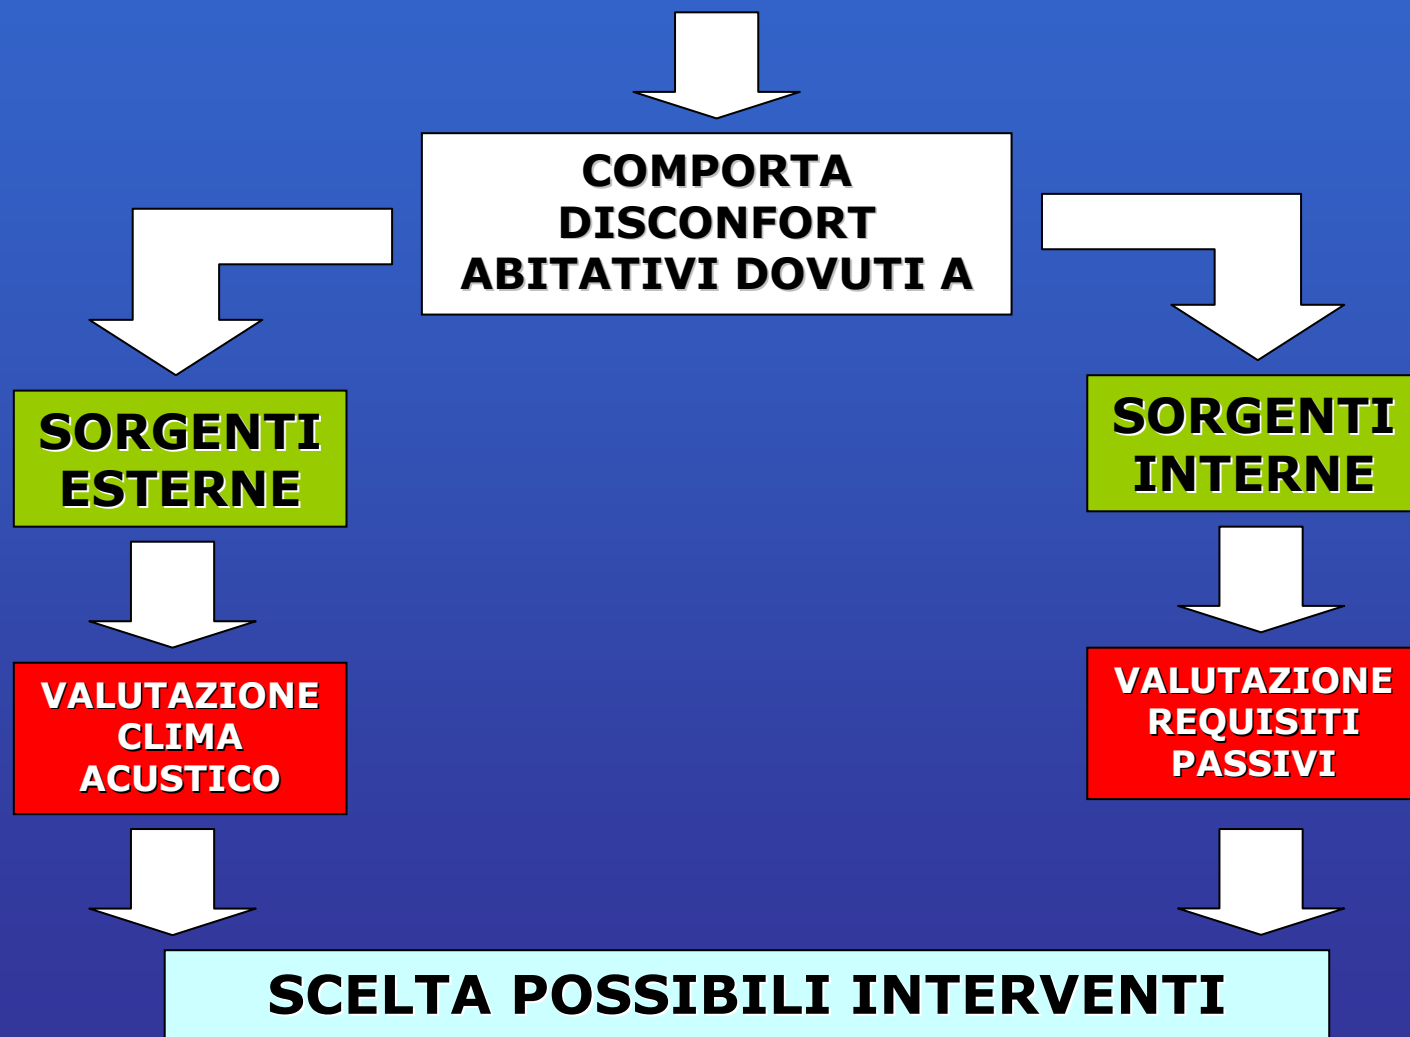 COMPORTA
DISCONFORT
ABITATIVI DOVUTI A
SORGENTI
ESTERNE
SORGENTI
INTERNE
VALUTAZIONE
CLIMA
ACUSTICO
VALUTAZIONE
REQUISITI
PASSIVI
SCELTA POSSIBILI INTERVENTI